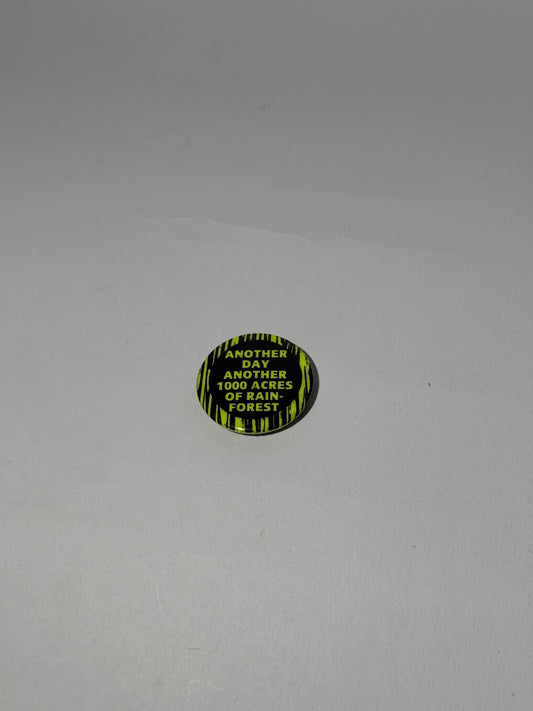 ANOTHER
DAY
ANOTHER
1000 ACRES
OF RAIN-
FOREST